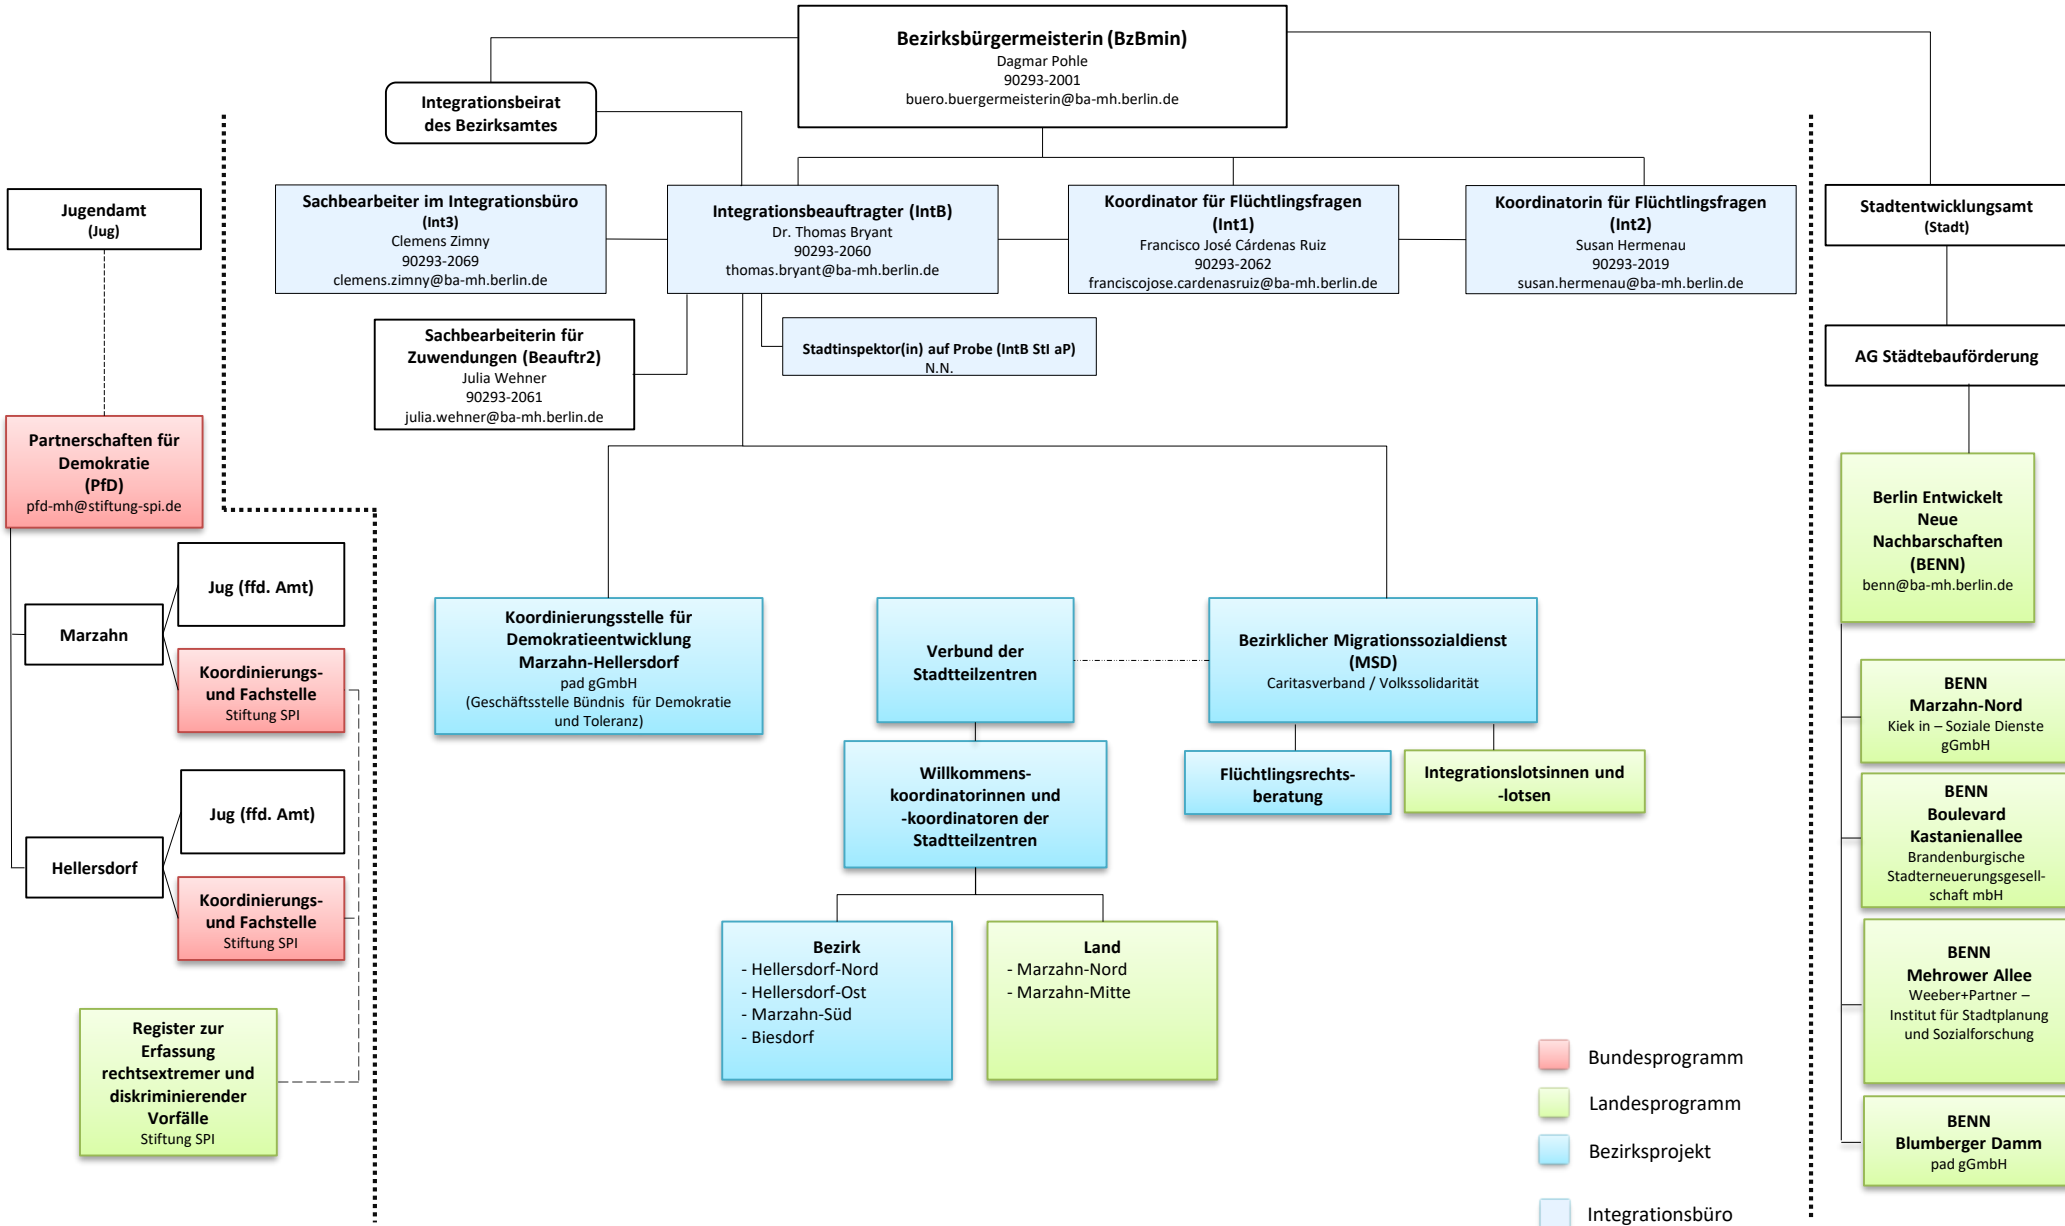 Bezirksbürgermeisterin (BzBmin)
Dagmar Pohle
90293-2001
buero.buergermeisterin@ba-mh.berlin.de
Integrationsbeirat
des Bezirksamtes
Jugendamt
(Jug)
Sachbearbeiter im Integrationsbüro
(Int3)
Clemens Zimny
90293-2069
clemens.zimny@ba-mh.berlin.de
Integrationsbeauftragter (IntB)
Dr. Thomas Bryant
90293-2060
thomas.bryant@ba-mh.berlin.de
Koordinator für Flüchtlingsfragen
(Int1)
Francisco José Cárdenas Ruiz
90293-2062
franciscojose.cardenasruiz@ba-mh.berlin.de
Koordinatorin für Flüchtlingsfragen
(Int2)
Susan Hermenau
90293-2019
susan.hermenau@ba-mh.berlin.de
Stadtentwicklungsamt
(Stadt)
Sachbearbeiterin für
Zuwendungen (Beauftr2)
Julia Wehner
90293-2061
julia.wehner@ba-mh.berlin.de
Stadtinspektor(in) auf Probe (IntB StI aP)
N.N.
AG Städtebauförderung
Partnerschaften für
Demokratie
(PfD)
pfd-mh@stiftung-spi.de
Marzahn
Jug (ffd. Amt)
Koordinierungs-
und Fachstelle
Stiftung SPI
Hellersdorf
Jug (ffd. Amt)
Koordinierungs-
und Fachstelle
Stiftung SPI
Register zur
Erfassung
rechtsextremer und
diskriminierender
Vorfälle
Stiftung SPI
Koordinierungsstelle für
Demokratieentwicklung
Marzahn-Hellersdorf
pad gGmbH
(Geschäftsstelle Bündnis für Demokratie
und Toleranz)
Verbund der
Stadtteilzentren
Bezirklicher Migrationssozialdienst
(MSD)
Caritasverband / Volkssolidarität
Willkommens-
koordinatorinnen und
-koordinatoren der
Stadtteilzentren
Flüchtlingsrechts-
beratung
Integrationslotsinnen und
-lotsen
Bezirk
- Hellersdorf-Nord
- Hellersdorf-Ost
- Marzahn-Süd
- Biesdorf
Land
- Marzahn-Nord
- Marzahn-Mitte
Berlin Entwickelt
Neue
Nachbarschaften
(BENN)
benn@ba-mh.berlin.de
BENN
Marzahn-Nord
Kiek in – Soziale Dienste
gGmbH
BENN
Boulevard
Kastanienallee
Brandenburgische
Stadterneuerungsgesell-
schaft mbH
BENN
Mehrower Allee
Weeber+Partner –
Institut für Stadtplanung
und Sozialforschung
BENN
Blumberger Damm
pad gGmbH
Bundesprogramm
Landesprogramm
Bezirksprojekt
Integrationsbüro